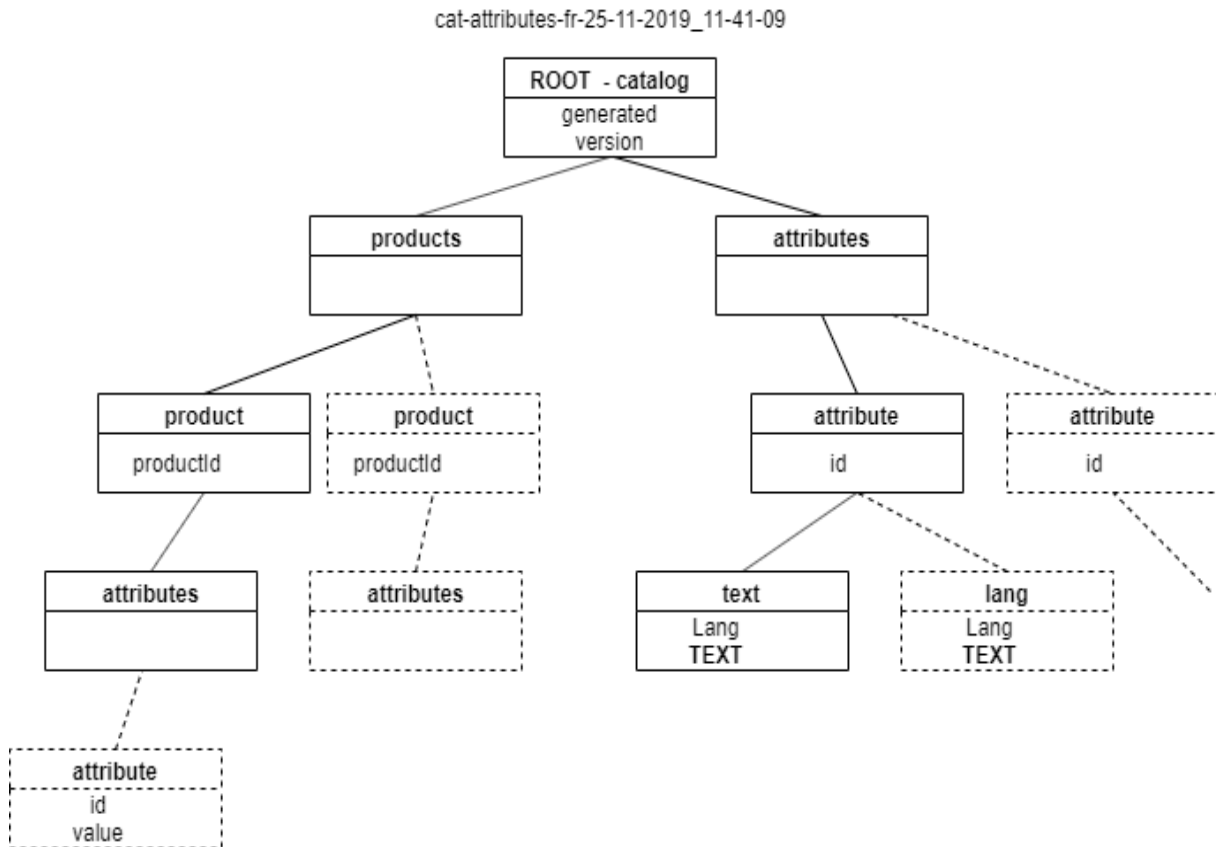 cat-attributes-fr-25-11-2019_11-41-09
ROOT - catalog
generated
version
products
attributes
product
productId
product
productId
attribute
id
attribute
id
attributes
attributes
text
Lang
TEXT
lang
Lang
TEXT
attribute
id
value